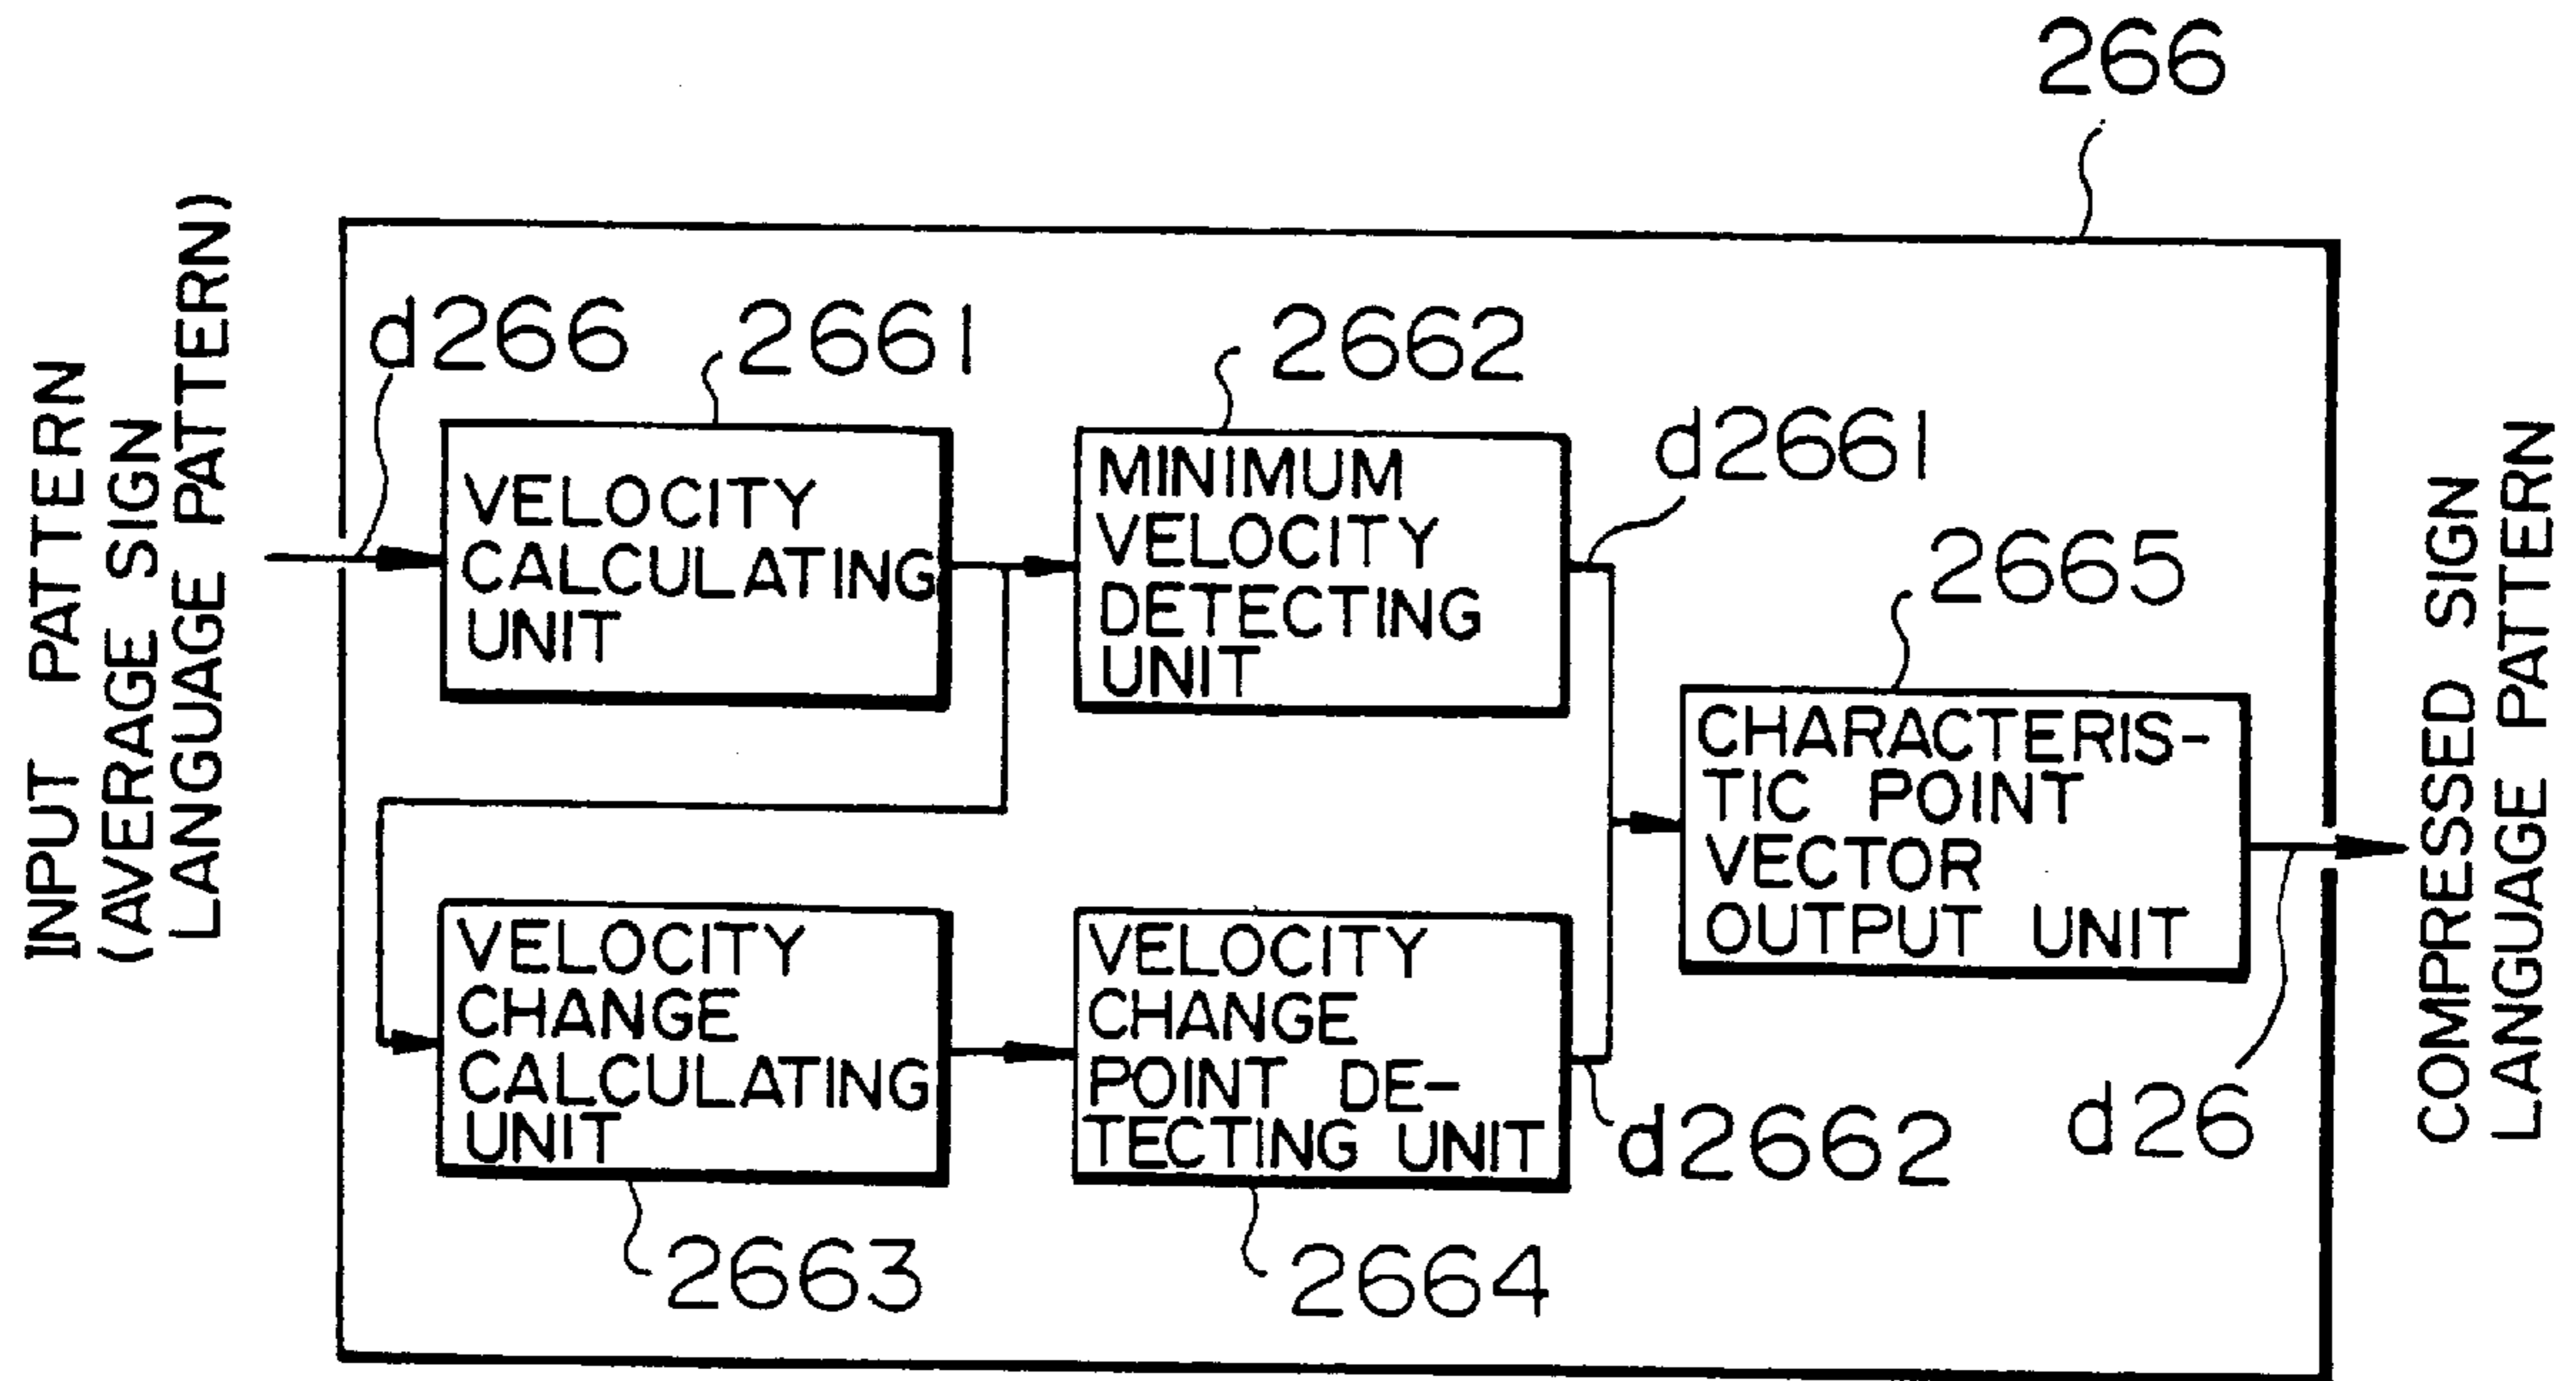 266
INPUT PATTERN
(AVERAGE SIGN
LANGUAGE PATTERN)
d266
2661
2662
d2661
VELOCITY
CALCULATING
UNIT
MINIMUM
VELOCITY
DETECTING
UNIT
2665
CHARACTERIS-
TIC POINT
VECTOR
OUTPUT UNIT
VELOCITY
CHANGE
CALCULATING
UNIT
VELOCITY
CHANGE
POINT DE-
TECTING UNIT
d2662
d26
2663
2664
COMPRESSED SIGN
LANGUAGE PATTERN